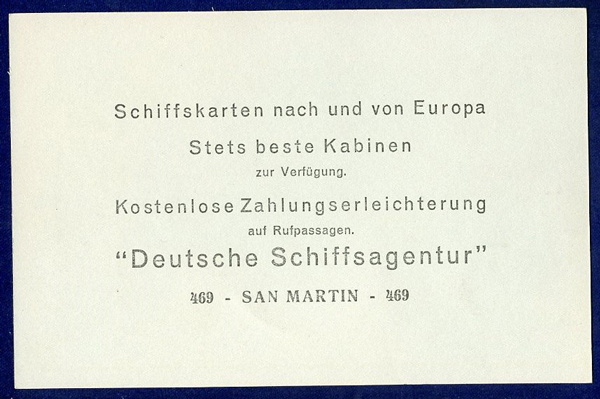 Schiffskarten nach und von Europa
Stets beste Kabinen
zur Verfügung.
Kostenlose Zahlungserleichterung
auf Rufpassagen.
"Deutsche Schiffsagentur"
469 - SAN MARTIN - 469